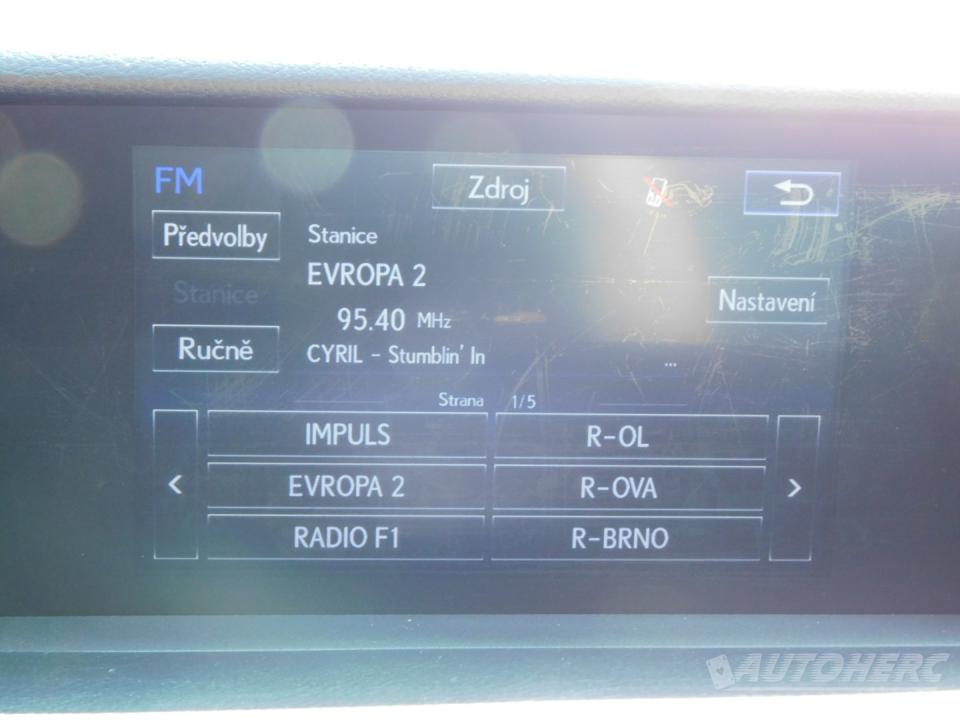 FM
Zdroj
Předvolby
Stanice
EVROPA 2
Stanice
95.40 MHz
Nastavení
Ručně
CYRIL - Stumblin' In ...
Strana 1/5
< IMPULS R-OL >
EVROPA 2 R-OVA
RADIO F1 R-BRNO
AUTOHERC